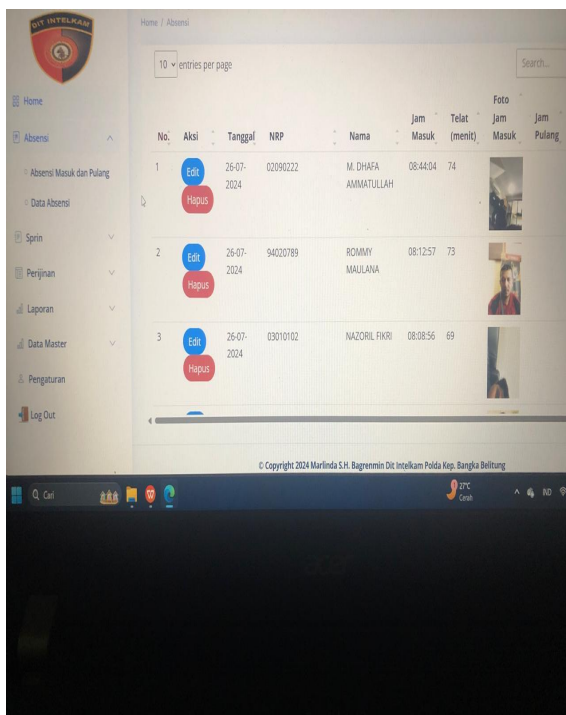 DIT INTELKAM
Home / Absensi
10 entries per page
Search...
Home
Absensi
Absensi Masuk dan Pulang
Data Absensi
Sprin
Perijinan
Laporan
Data Master
Pengaturan
Log Out
No. Aksi Tanggal NRP Nama Jam Masuk Telat (menit) Foto Jam Masuk Jam Pulang
1 Edit Hapus 26-07-2024 02090222 M. DHAFA AMMATULLAH 08:44:04 74
2 Edit Hapus 26-07-2024 94020789 ROMMY MAULANA 08:12:57 73
3 Edit Hapus 26-07-2024 03010102 NAZORIL FIKRI 08:08:56 69
© Copyright 2024 Marlinda S.H. Bagrenmin Dit Intelkam Polda Kep. Bangka Belitung
Cari
27°C
Cerah
IND
acer